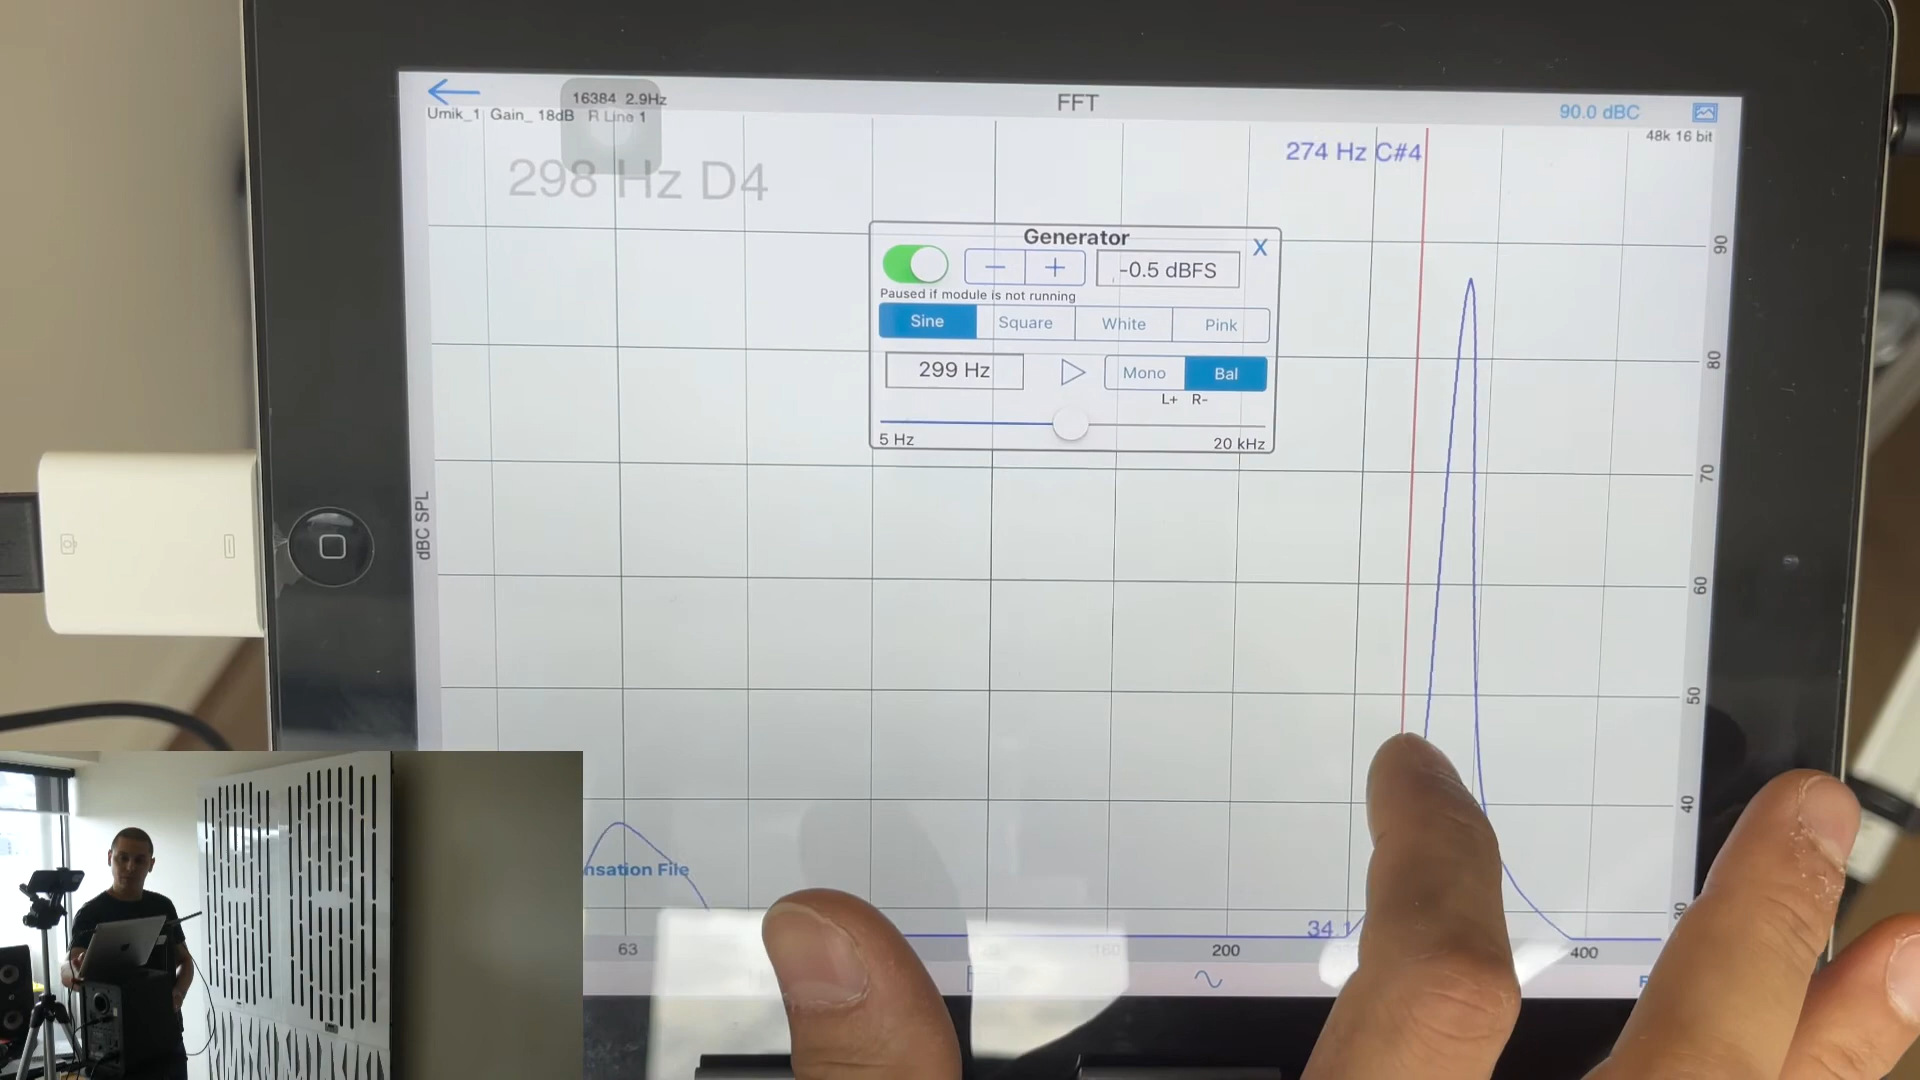 16384 2.9Hz
FFT
90.0 dBC
Umik_1 Gain_ 18dB R Line 1
48k 16 bit
298 Hz D4
274 Hz C#4
Generator
X
-0.5 dBFS
Paused if module is not running
Sine Square White Pink
299 Hz
Mono Bal
L+ R-
5 Hz 20 kHz
dBC SPL
90
80
70
60
50
40
30
nsation File
34.1
63 160 200 400